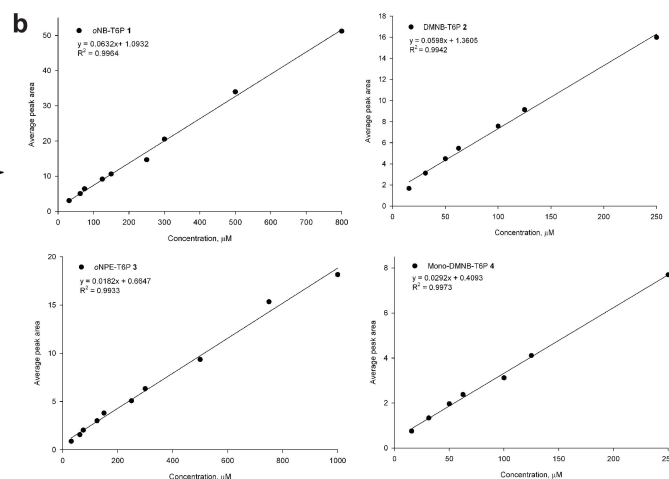 b
oNB-T6P 1
y = 0.0632x+ 1.0932
R² = 0.9964
Average peak area
60
50
40
30
20
10
0
0 100 200 300 400 500 600 700 800
Concentration, μM
DMNB-T6P 2
y = 0.0598x + 1.3605
R² = 0.9942
Average peak area
18
16
14
12
10
8
6
4
2
0
0 50 100 150 200 250
Concentration, μM
oNPE-T6P 3
y = 0.0182x + 0.6647
R² = 0.9933
Average peak area
20
15
10
5
0
0 200 400 600 800 1000
Concentration, μM
Mono-DMNB-T6P 4
y = 0.0292x + 0.4093
R² = 0.9973
Average peak area
8
6
4
2
0
0 50 100 150 200 250
Concentration, μM